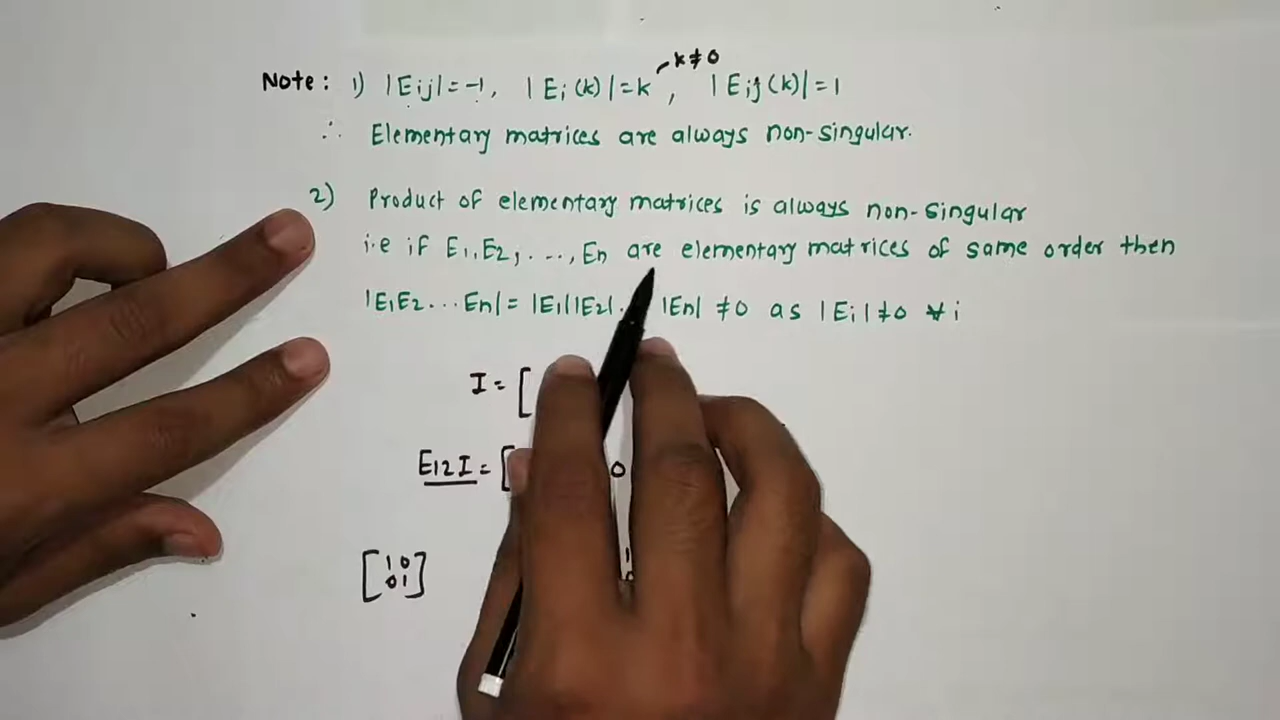 Note: 1) |Eij| = -1, |Ei(k)| = k, k≠0 |Eij(k)| = 1
∴ Elementary matrices are always non-singular.
2) Product of elementary matrices is always non-singular
i.e if E1,E2,...,En are elementary matrices of same order then
|E1E2...En| = |E1||E2|. |En| ≠0 as |Ei| ≠0 ∀ i
I = [
E12I = [ 0
[1 0
0 1]